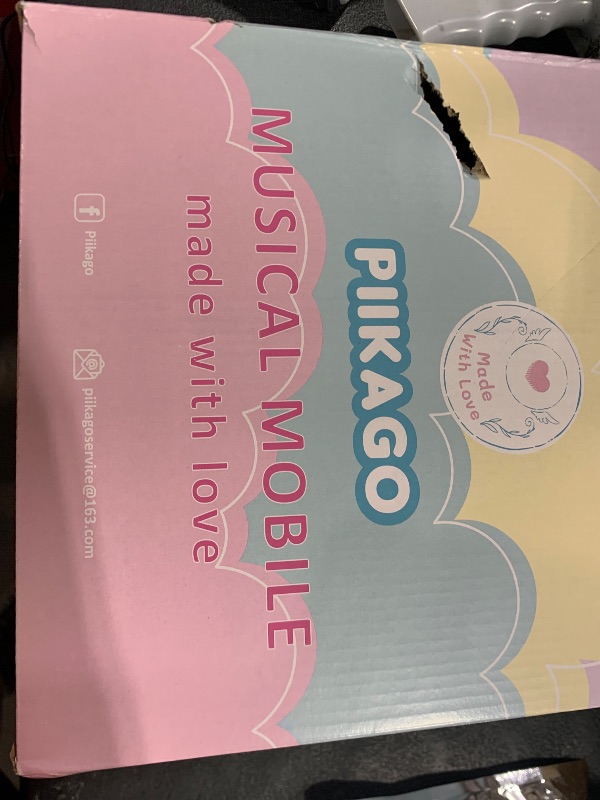 Made
With Love
PIIKAGO
MUSICAL MOBILE
made with love
Piikago
piikagoservice@163.com